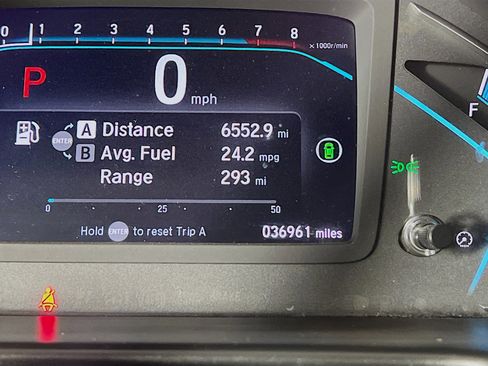 0 1 2 3 4 5 6 7 8
x 1000r/min
P 0 mph
F
A Distance 6552.9 mi
ENTER
B Avg. Fuel 24.2 mpg
Range 293 mi
0 25 50
Hold ENTER to reset Trip A 036961 miles